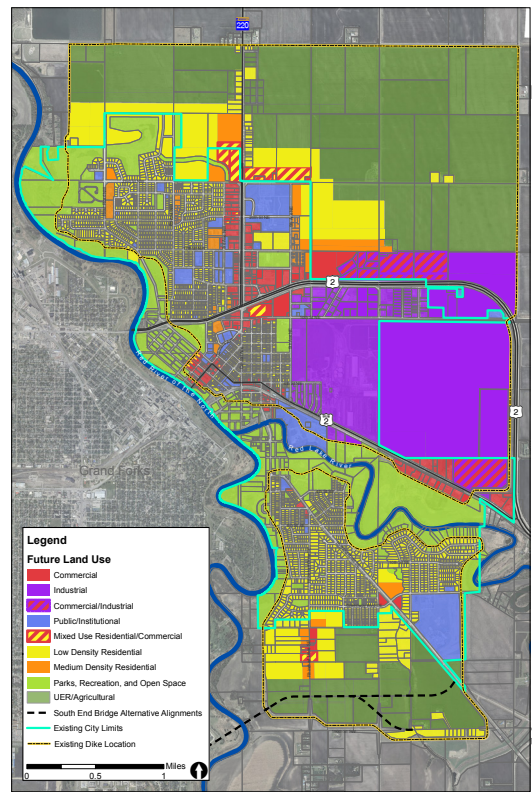 220
2
2
2
Red River of the North
Red Lake River
Grand Forks
Legend
Future Land Use
Commercial
Industrial
Commercial/Industrial
Public/Institutional
Mixed Use Residential/Commercial
Low Density Residential
Medium Density Residential
Parks, Recreation, and Open Space
UER/Agricultural
South End Bridge Alternative Alignments
Existing City Limits
Existing Dike Location
Miles
0 0.5 1